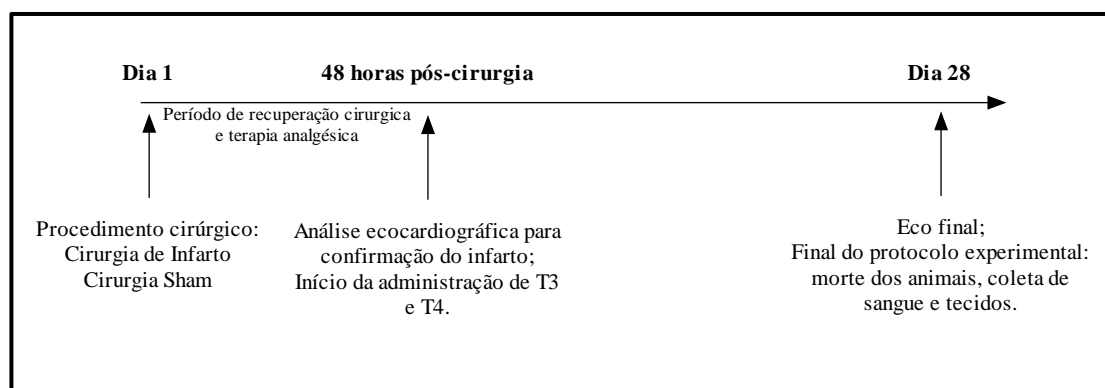 Dia 1
48 horas pós-cirurgia
Dia 28
Período de recuperação cirurgica
e terapia analgésica
Procedimento cirúrgico:
Cirurgia de Infarto
Cirurgia Sham
Análise ecocardiográfica para
confirmação do infarto;
Início da administração de T3
e T4.
Eco final;
Final do protocolo experimental:
morte dos animais, coleta de
sangue e tecidos.